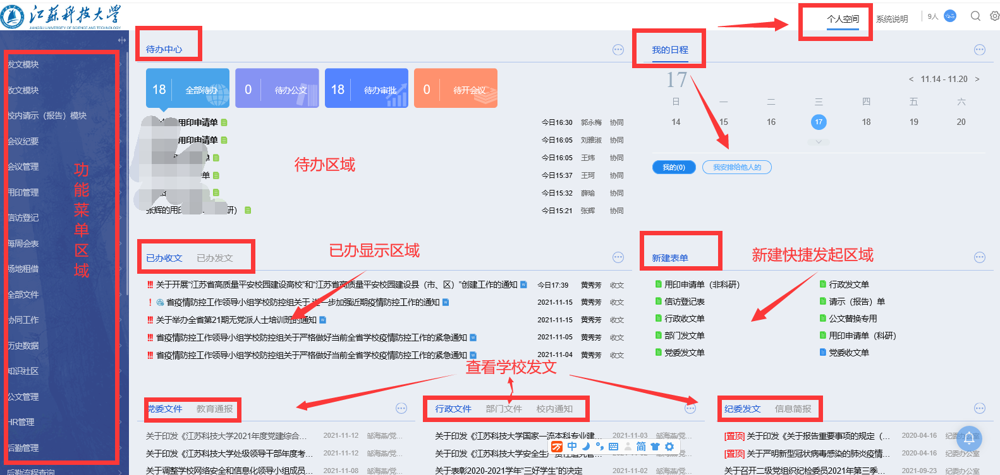 江苏科技大学
JIANGSU UNIVERSITY OF SCIENCE AND TECHNOLOGY
个人空间
系统说明
9人
发文模块
收文模块
校内请示（报告）模块
会议纪要
会议管理
用印管理
信访登记
每周会表
场地租借
全部文件
协同工作
历史数据
知识社区
公文管理
HR管理
后勤管理
后勤流程查询
功能菜单区域
待办中心
18 全部待办
0 待办公文
18 待办审批
0 待开会议
用印申请单 今日16:30 郭永梅 协同
用印申请单 今日16:05 刘雅淑 协同
单 今日16:05 王炜 协同
单 今日15:37 王珂 协同
今日15:32 薛瑜 协同
张辉的用印 研） 今日15:21 张辉 协同
待办区域
我的日程
17
< 11.14 - 11.20 >
日 一 二 三 四 五 六
14 15 16 17 18 19 20
我的(0)
我安排给他人的
已办收文 已办发文
已办显示区域
!!! 关于开展“江苏省高质量平安校园建设高校”和“江苏省高质量平安校园建设县（市、区）”创建工作的通知 今日17:39 黄秀芳 收文
! 省疫情防控工作领导小组学校防控组关于 进一步加强近期疫情防控工作的通知 2021-11-15 黄秀芳 收文
!!! 关于举办全省第21期无党派人士培训班的通知 2021-11-15 黄秀芳 收文
!!! 省疫情防控工作领导小组学校防控组关于严格做好当前全省学校疫情防控工作的紧急通知 2021-11-05 黄秀芳 收文
!!! 省疫情防控工作领导小组学校防控组关于严格做好当前全省学校疫情防控工作的紧急通知 2021-11-04 黄秀芳 收文
新建表单
新建快捷发起区域
用印申请单（非科研） 行政发文单
信访登记表 请示（报告）单
行政收文单 公文替换专用
部门发文单 用印申请单（科研）
党委发文单 党委收文单
查看学校发文
党委文件 教育通报
关于印发《江苏科技大学2021年度党建综合... 2021-11-12 邹海燕/党...
关于印发《江苏科技大学处级领导干部年度考... 2021-11-12 邹海燕/党...
关于调整学校网络安全和信息化领导小组成员... 2021-11-08 邹海燕/党...
行政文件 部门文件 校内通知
关于印发《江苏科技大学国家一流本科专业建... 2021-11-03 邹海燕/党...
关于印发《江苏科技大学安全生产责任追究管...
关于表彰2020-2021学年“三好学生”的决定 2021-11-02 邹海燕/党...
中 简
纪委发文 信息简报
[置顶] 关于印发《关于报告重要事项的规定（... 2020-04-16 纪委办公室
[置顶] 关于严明新型冠状病毒感染的肺炎疫情... 2020-04-16 纪委办公室
关于召开二级党组织纪检委员2021年第三季... 2021-09-23 纪委办公室